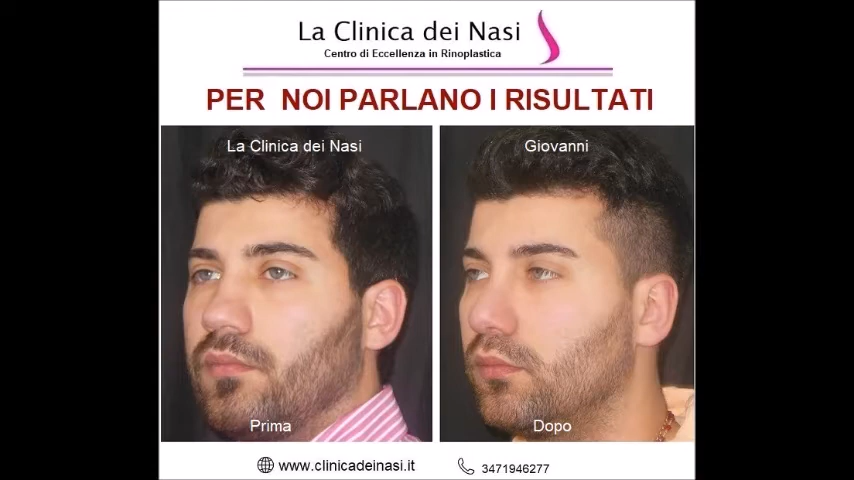 La Clinica dei Nasi
Centro di Eccellenza in Rinoplastica
PER NOI PARLANO I RISULTATI
La Clinica dei Nasi
Giovanni
Prima
Dopo
www.clinicadeinasi.it
3471946277